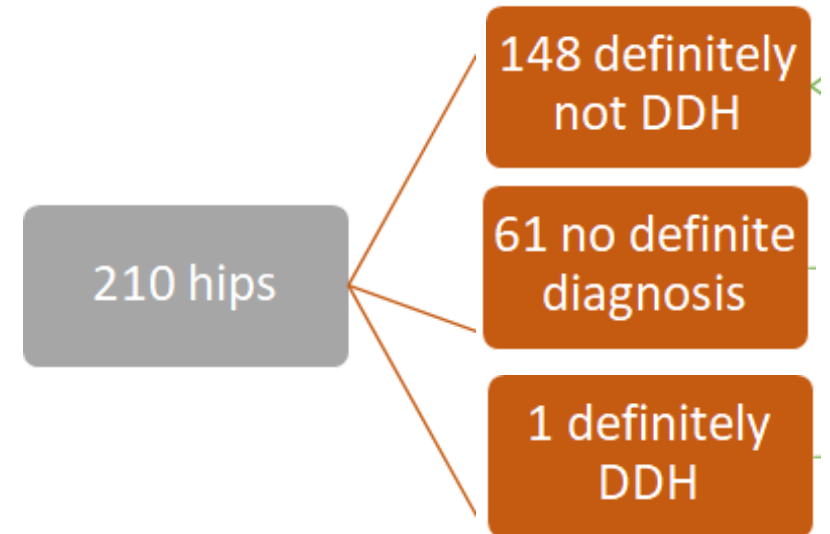 148 definitely
not DDH
61 no definite
diagnosis
210 hips
1 definitely
DDH